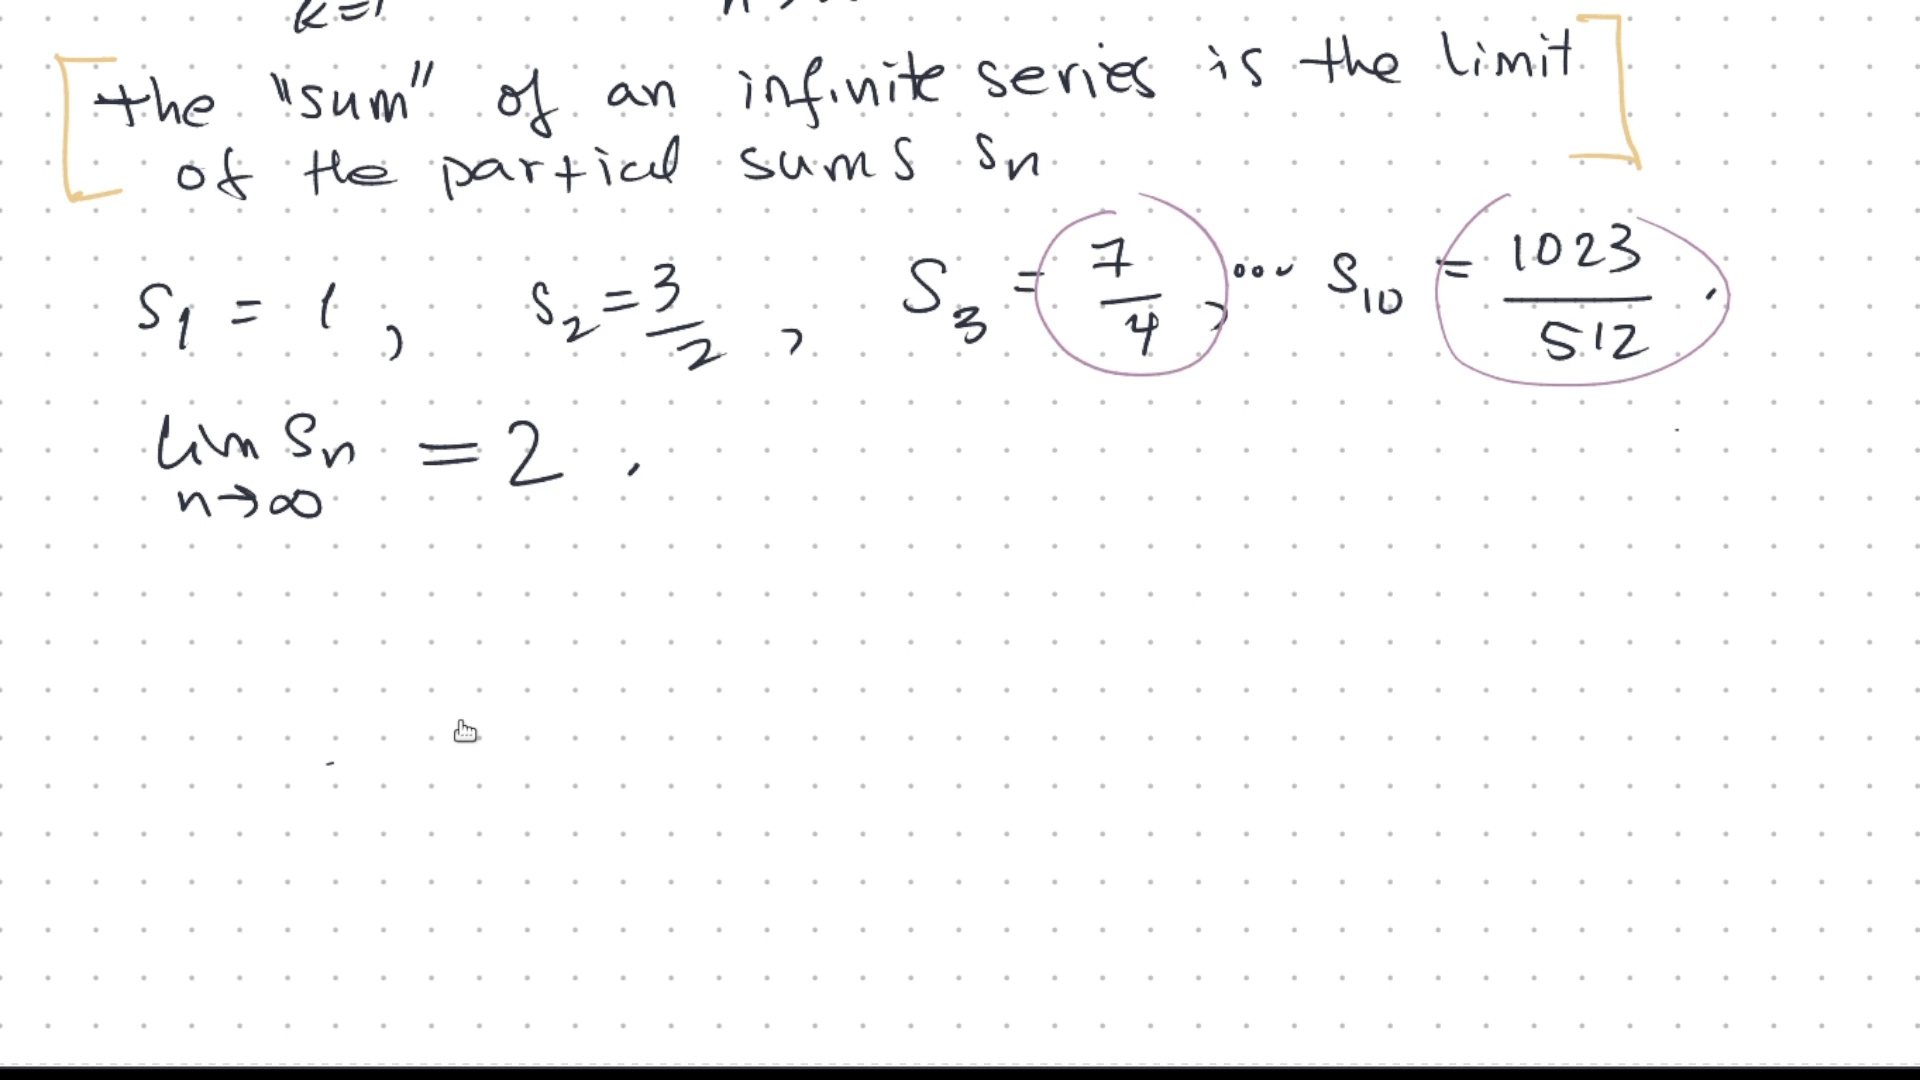 k=1
the "sum" of an infinite series is the limit
of the partial sums Sn
S1 = 1, S2 = 3/2, S3 = 7/4, ... S10 = 1023/512.
lim Sn = 2.
n→∞